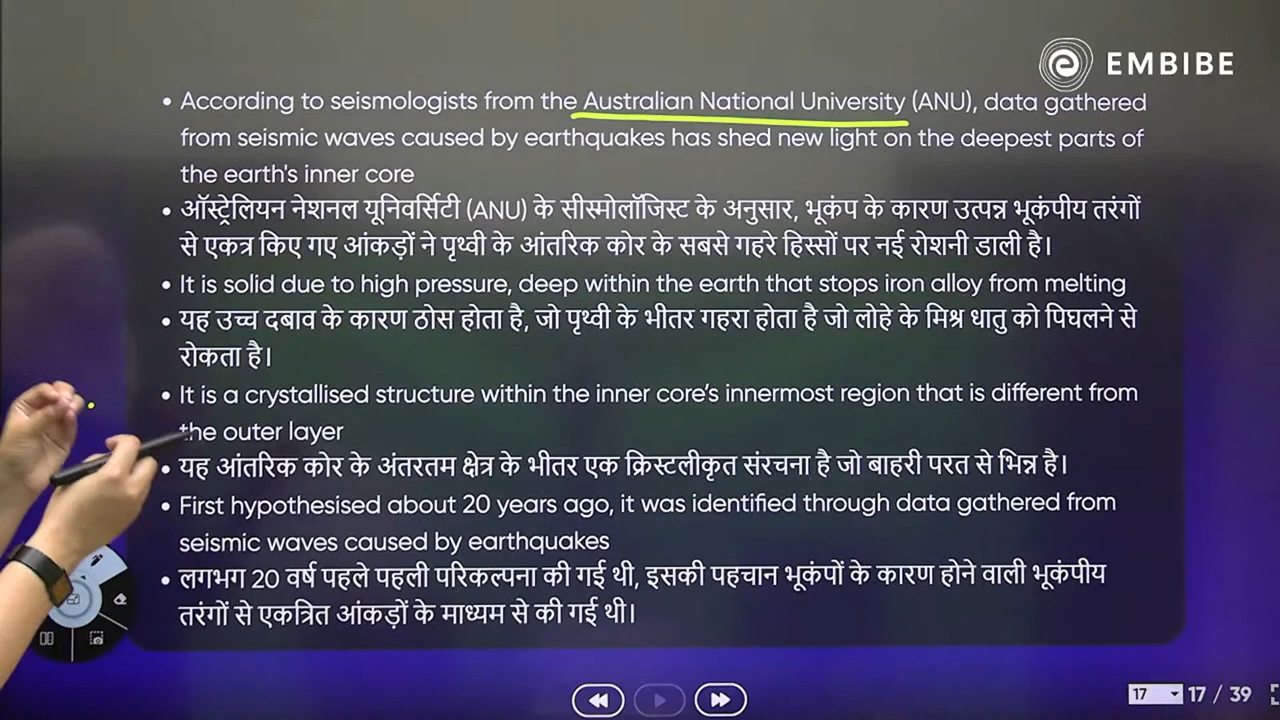 EMBIBE
• According to seismologists from the Australian National University (ANU), data gathered
from seismic waves caused by earthquakes has shed new light on the deepest parts of
the earth's inner core
• ऑस्ट्रेलियन नेशनल यूनिवर्सिटी (ANU) के सीस्मोलॉजिस्ट के अनुसार, भूकंप के कारण उत्पन्न भूकंपीय तरंगों
से एकत्र किए गए आंकड़ों ने पृथ्वी के आंतरिक कोर के सबसे गहरे हिस्सों पर नई रोशनी डाली है।
• It is solid due to high pressure, deep within the earth that stops iron alloy from melting
• यह उच्च दबाव के कारण ठोस होता है, जो पृथ्वी के भीतर गहरा होता है जो लोहे के मिश्र धातु को पिघलने से
रोकता है।
• It is a crystallised structure within the inner core's innermost region that is different from
the outer layer
• यह आंतरिक कोर के अंतरतम क्षेत्र के भीतर एक क्रिस्टलीकृत संरचना है जो बाहरी परत से भिन्न है।
• First hypothesised about 20 years ago, it was identified through data gathered from
seismic waves caused by earthquakes
• लगभग 20 वर्ष पहले पहली परिकल्पना की गई थी, इसकी पहचान भूकंपों के कारण होने वाली भूकंपीय
तरंगों से एकत्रित आंकड़ों के माध्यम से की गई थी।
17 17 / 39